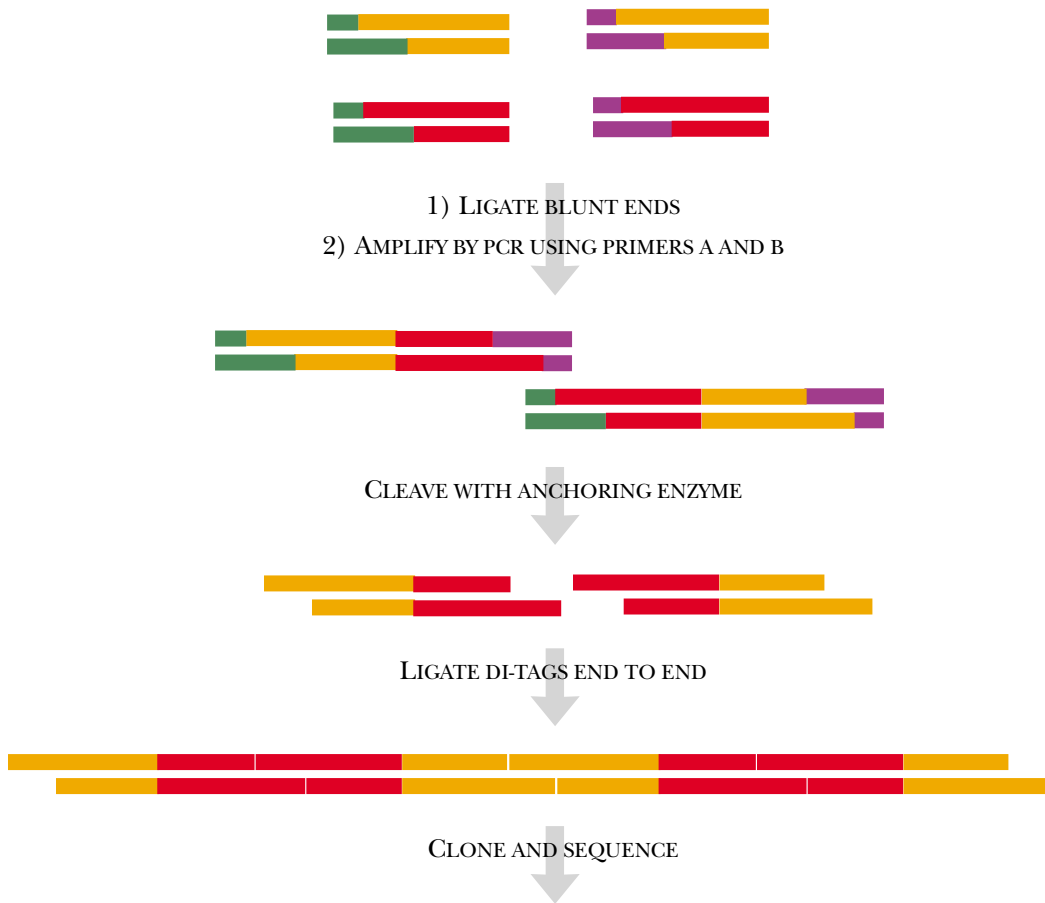 1) Ligate blunt ends
2) Amplify by pcr using primers a and b
Cleave with anchoring enzyme
Ligate di-tags end to end
Clone and sequence